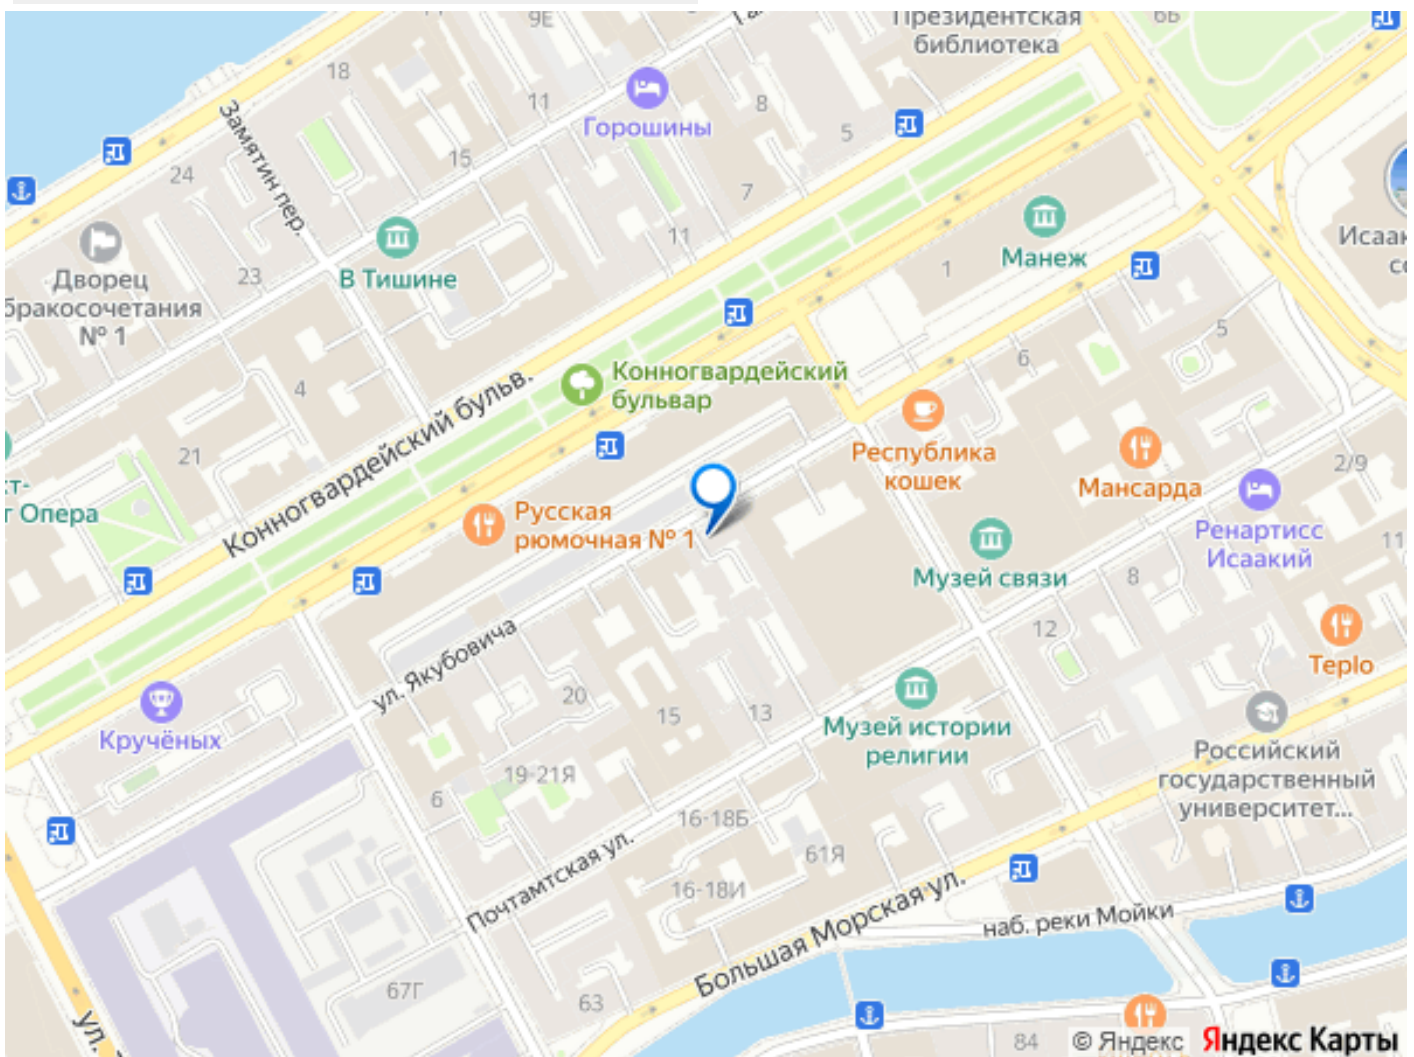 9Е
Президентская
библиотека
6Б
18
11
8
Горошины
5
Замятин пер.
15
24
7
11
Манеж
1
Исаак
В Тишине
23
Дворец
бракосочетания
№ 1
5
6
Конногвардейский
бульвар
Конногвардейский бульв.
4
Республика
кошек
21
2/9
Мансарда
Опера
Русская
рюмочная № 1
Ренартисс
Исаакий
11
Музей связи
8
12
ул. Якубовича
Teplo
20
15
13
Музей истории
религии
Кручёных
Российский
государственный
университет...
19-21Я
6
16-18Б
61Я
Почтамтская ул.
16-18И
Большая Морская ул.
наб. реки Мойки
67Г
63
ул.
84
© Яндекс Яндекс Карты